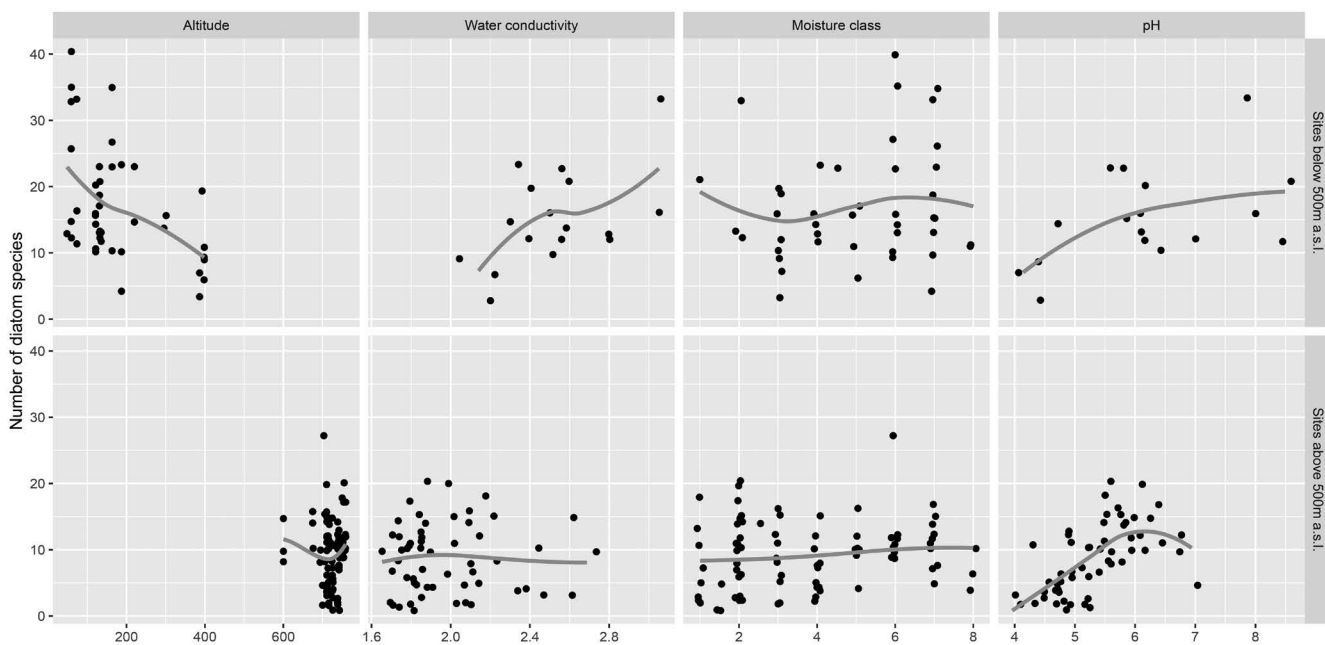 Altitude
Water conductivity
Moisture class
pH
Number of diatom species
40
30
20
10
0
Sites below 500m a.s.l.
40
30
20
10
0
Sites above 500m a.s.l.
200 400 600
1.6 2.0 2.4 2.8
2 4 6 8
4 5 6 7 8